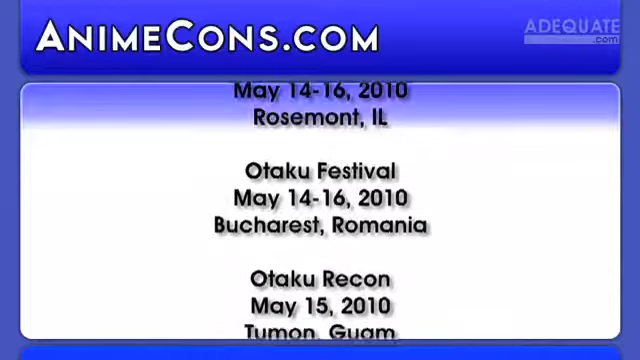 AnimeCons.com
ADEQUATE
.com
May 14-16, 2010
Rosemont, IL
Otaku Festival
May 14-16, 2010
Bucharest, Romania
Otaku Recon
May 15, 2010
Tumon, Guam